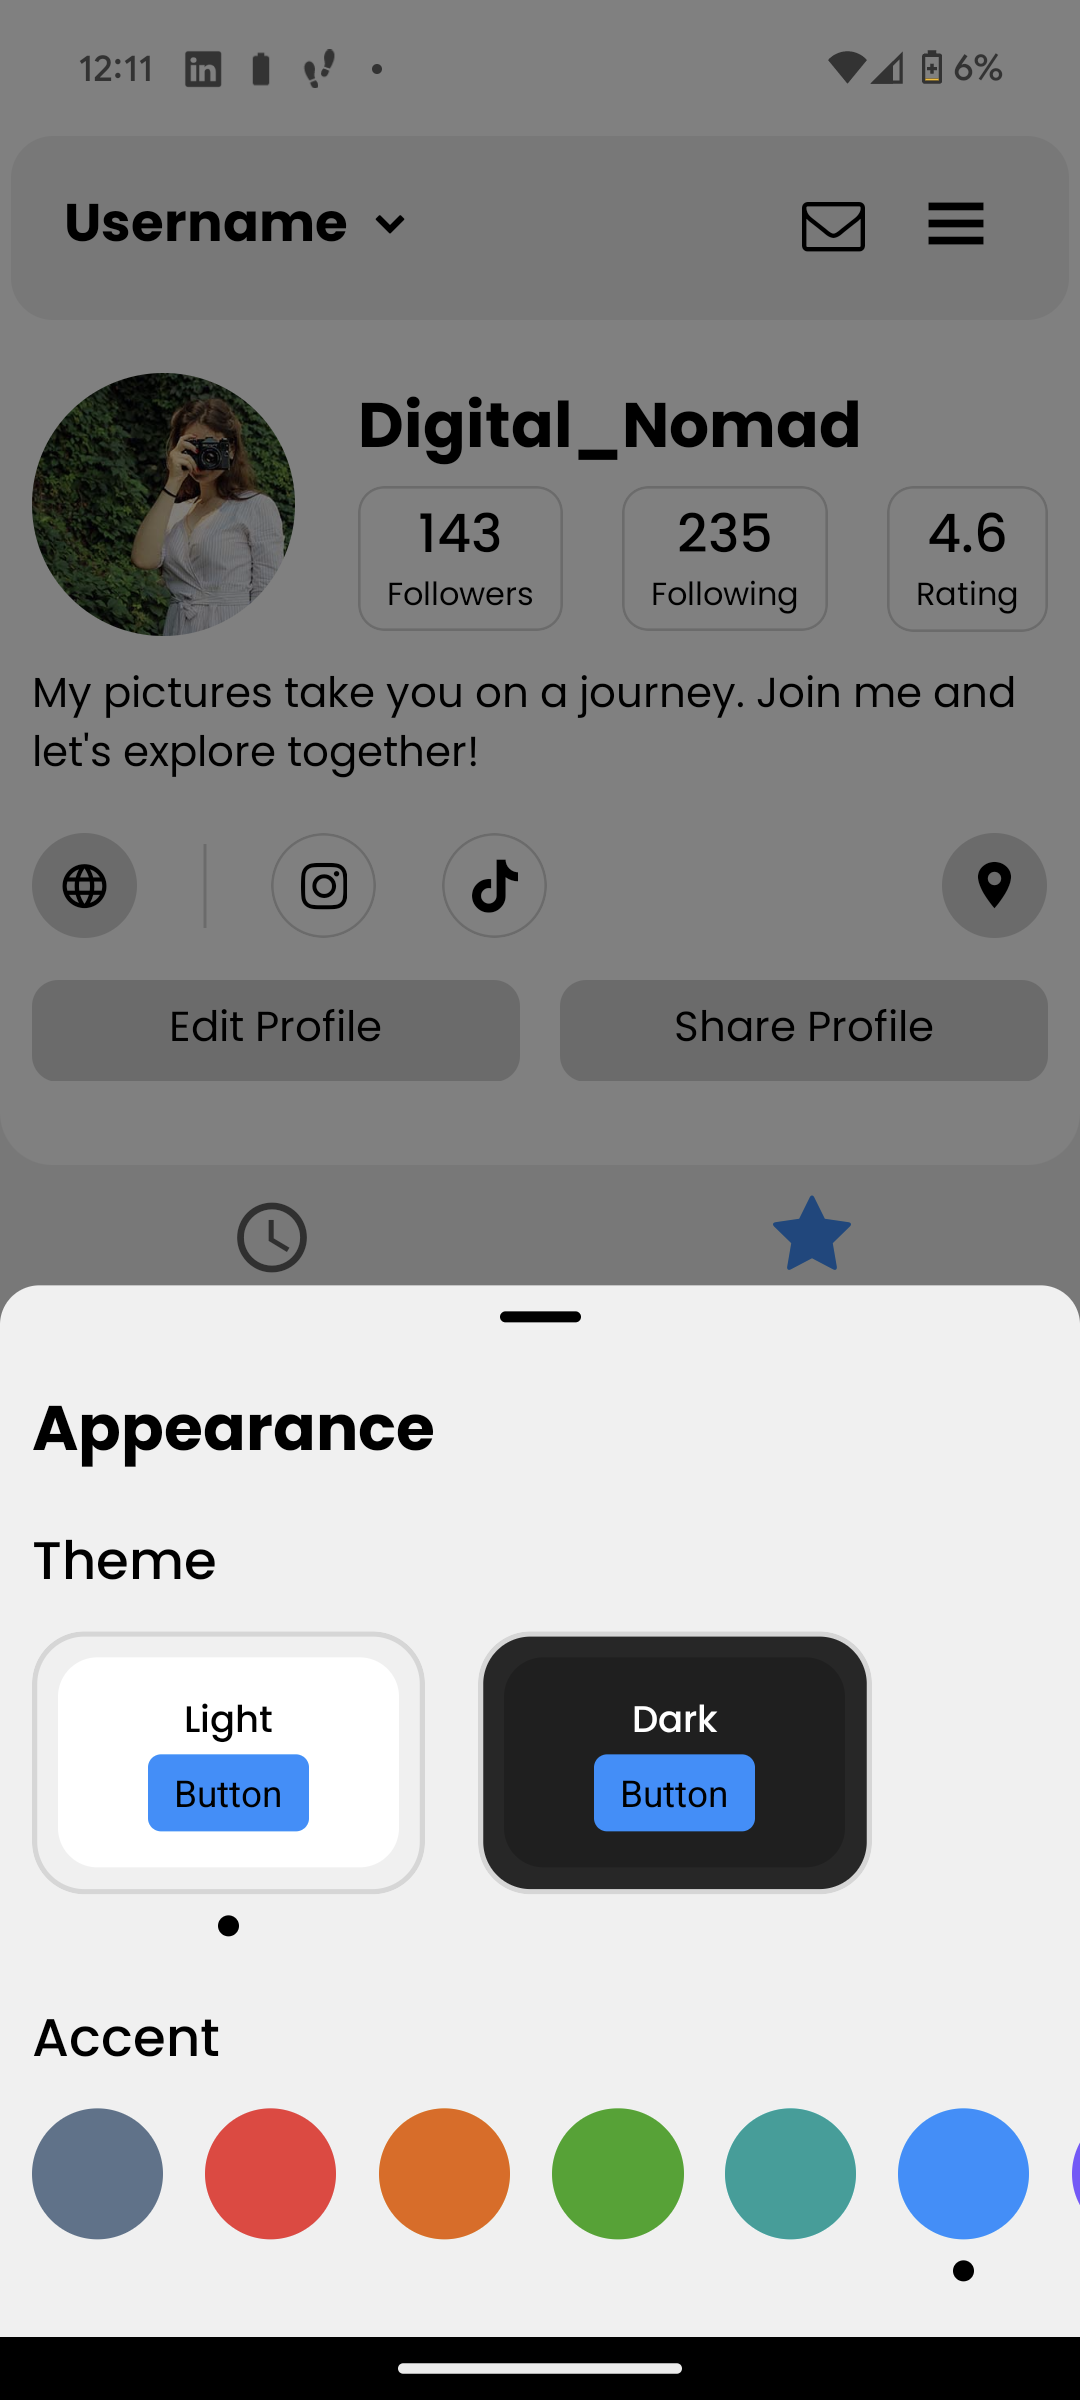 12:11 in 6%
Username
Digital_Nomad
143 235 4.6
Followers Following Rating
My pictures take you on a journey. Join me and
let's explore together!
Edit Profile Share Profile
Appearance
Theme
Light Dark
Button Button
Accent